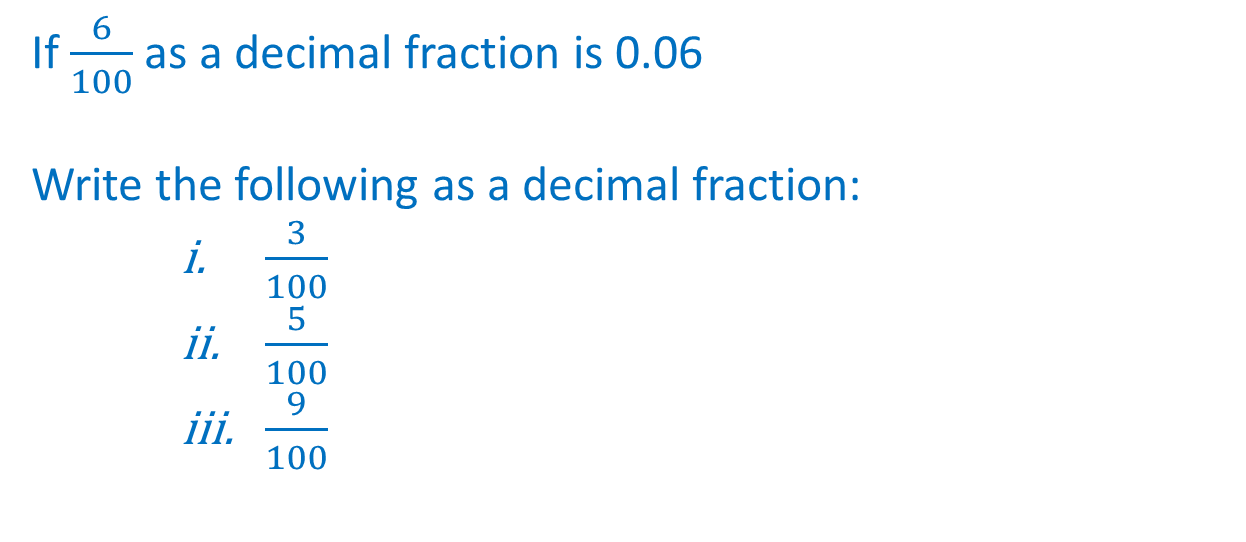 If 6/100 as a decimal fraction is 0.06
Write the following as a decimal fraction:
i. 3/100
ii. 5/100
iii. 9/100